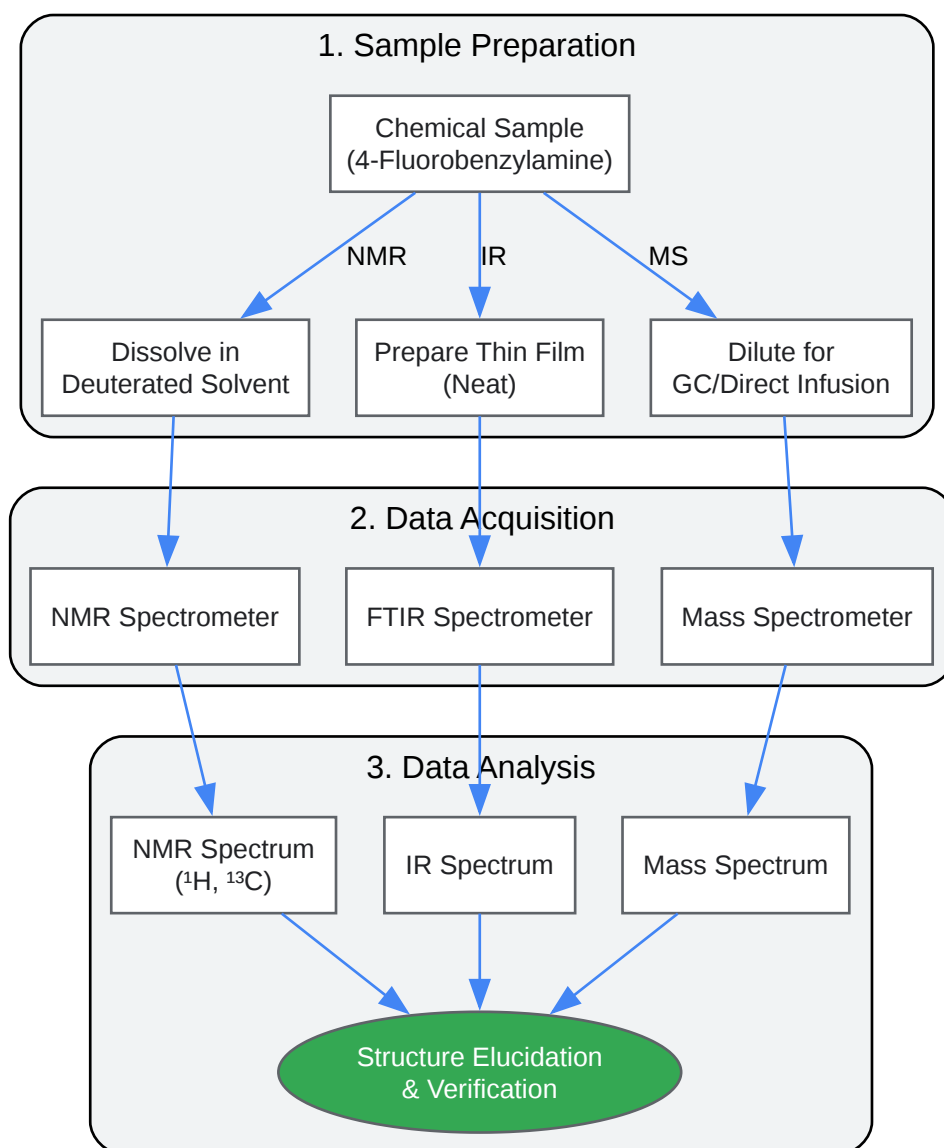 1. Sample Preparation
Chemical Sample
(4-Fluorobenzylamine)
NMR
IR
MS
Dissolve in
Deuterated Solvent
Prepare Thin Film
(Neat)
Dilute for
GC/Direct Infusion
2. Data Acquisition
NMR Spectrometer
FTIR Spectrometer
Mass Spectrometer
3. Data Analysis
NMR Spectrum
(¹H, ¹³C)
IR Spectrum
Mass Spectrum
Structure Elucidation
& Verification